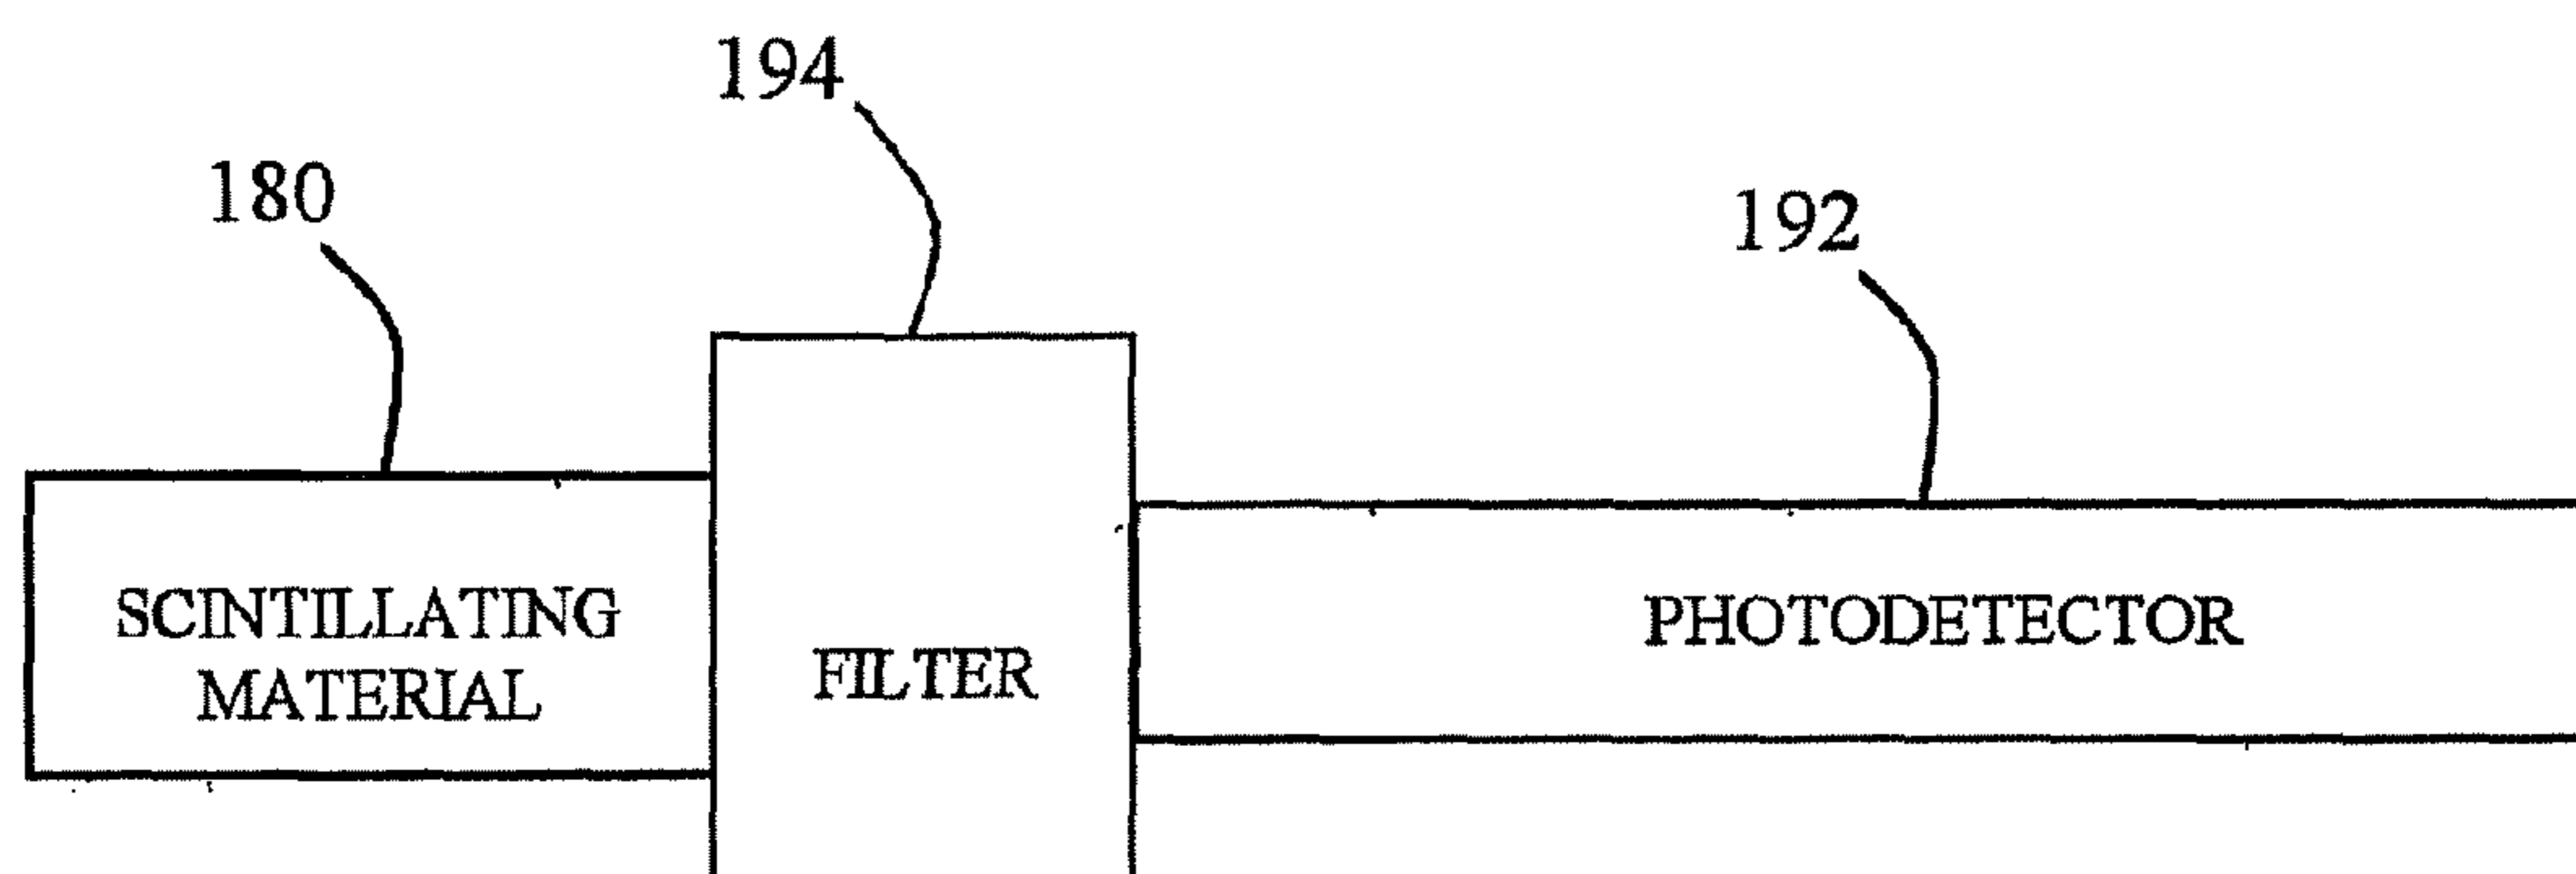 194
180
192
SCINTILLATING
MATERIAL
FILTER
PHOTODETECTOR